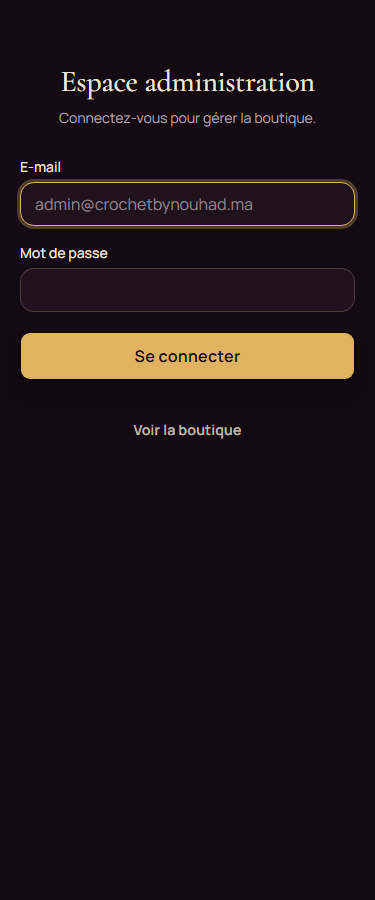 Espace administration
Connectez-vous pour gérer la boutique.
E-mail
admin@crochetbynouhad.ma
Mot de passe
Se connecter
Voir la boutique